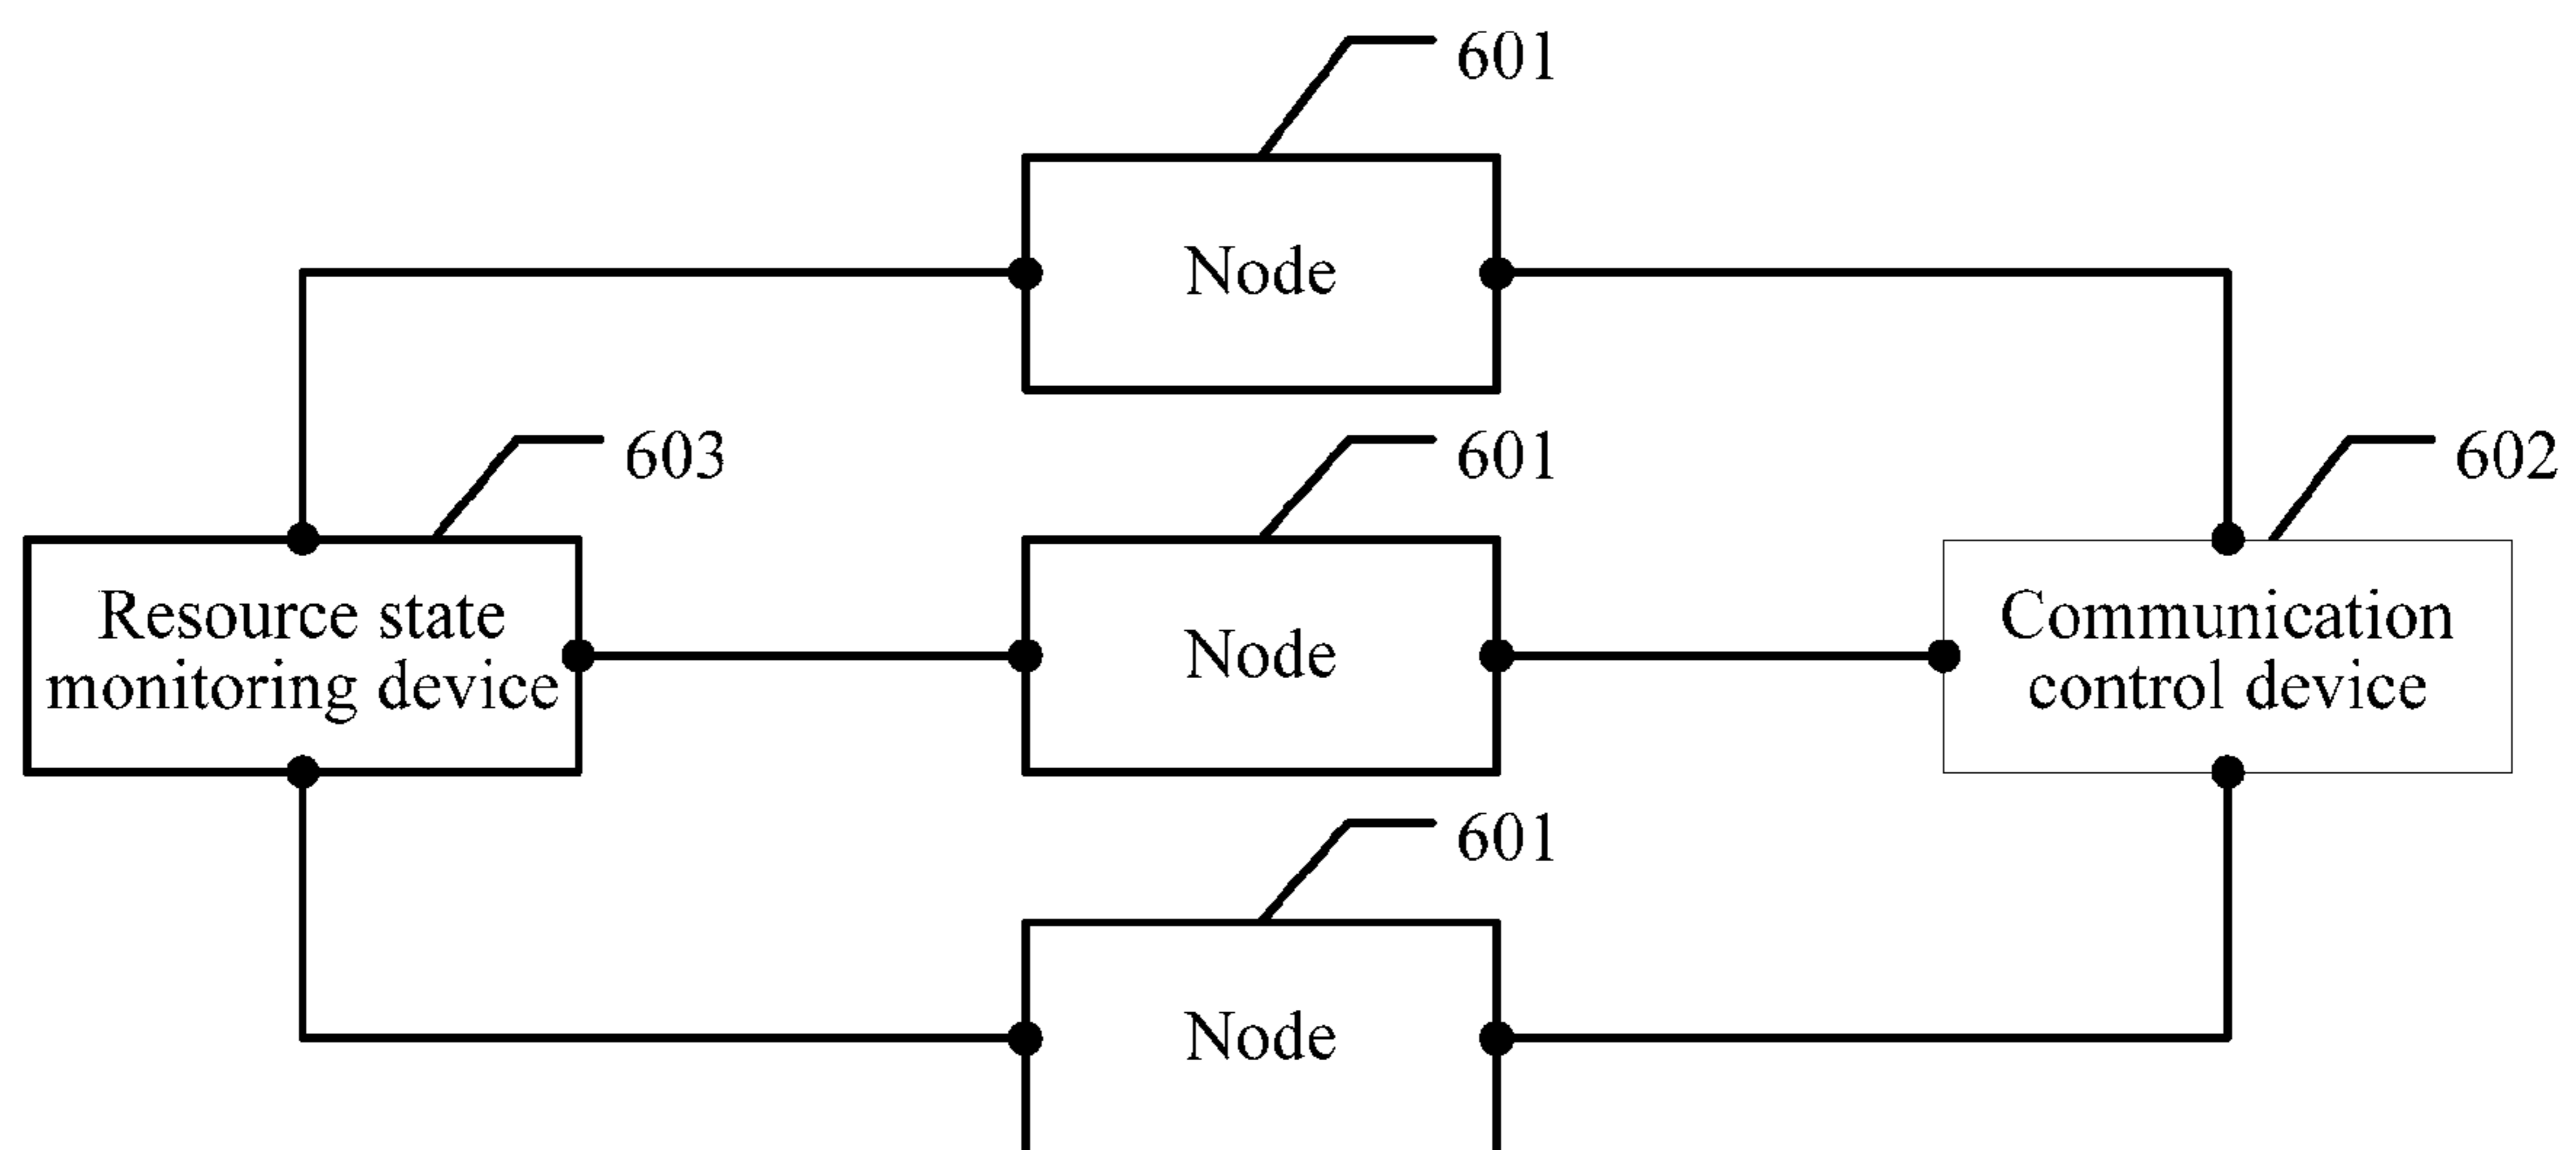 601
Node
603
601
602
Resource state
monitoring device
Node
Communication
control device
601
Node